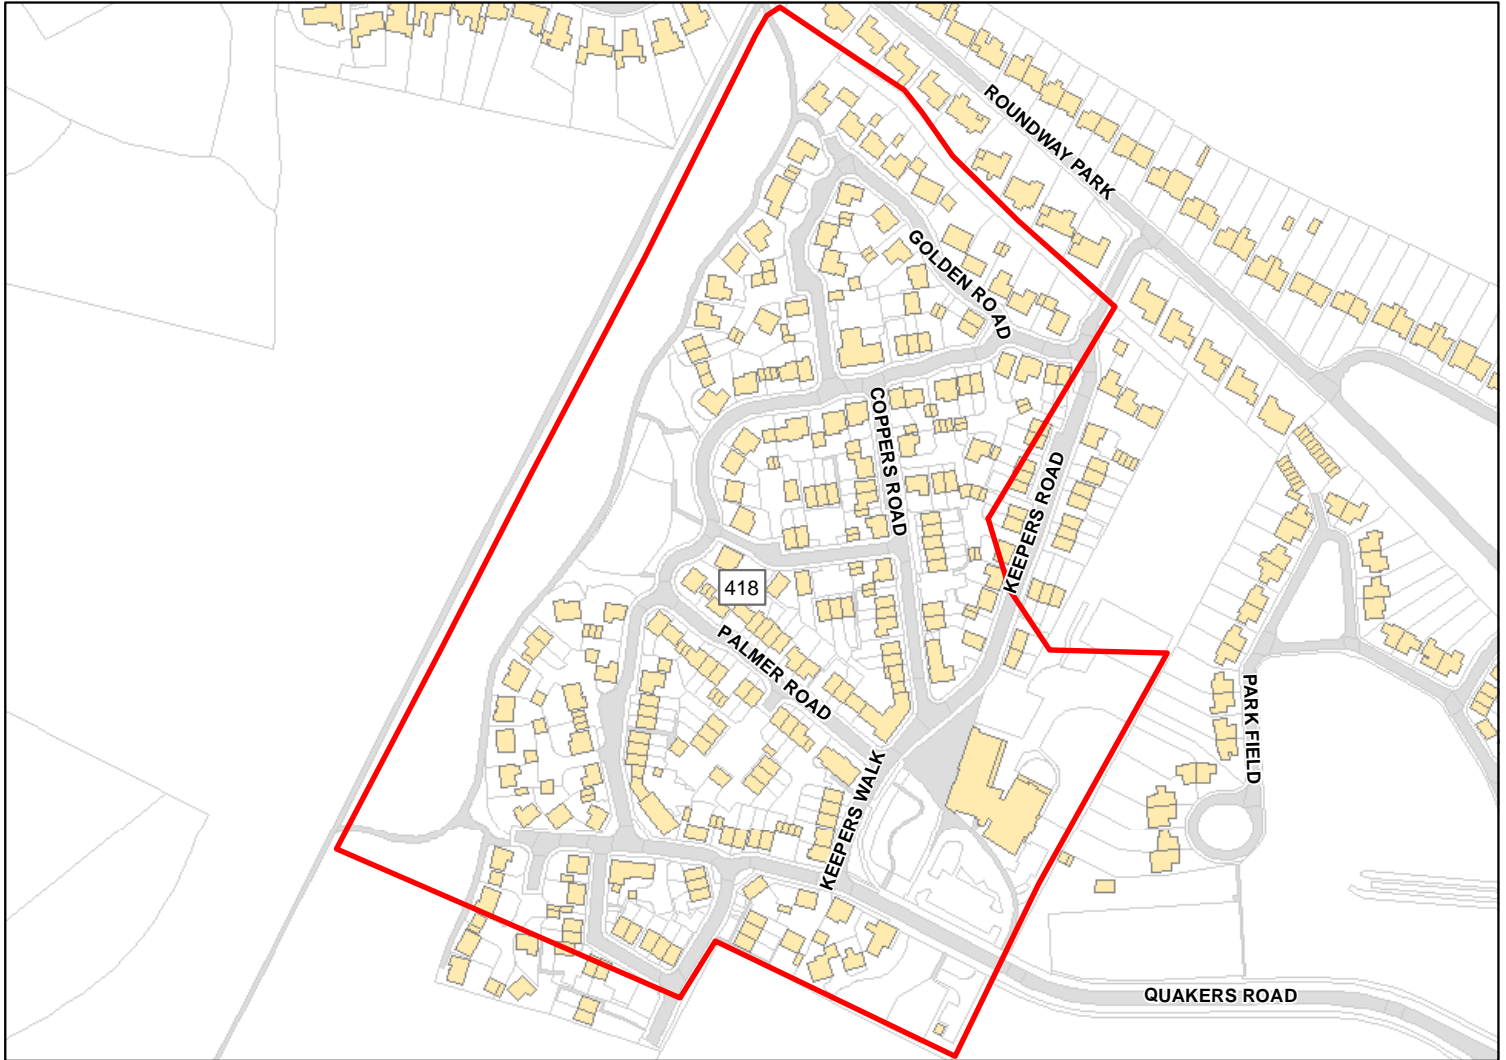 ROUNDWAY PARK
GOLDEN ROAD
COPPERS ROAD
KEEPERS ROAD
418
PALMER ROAD
PARK FIELD
KEEPERS WALK
QUAKERS ROAD